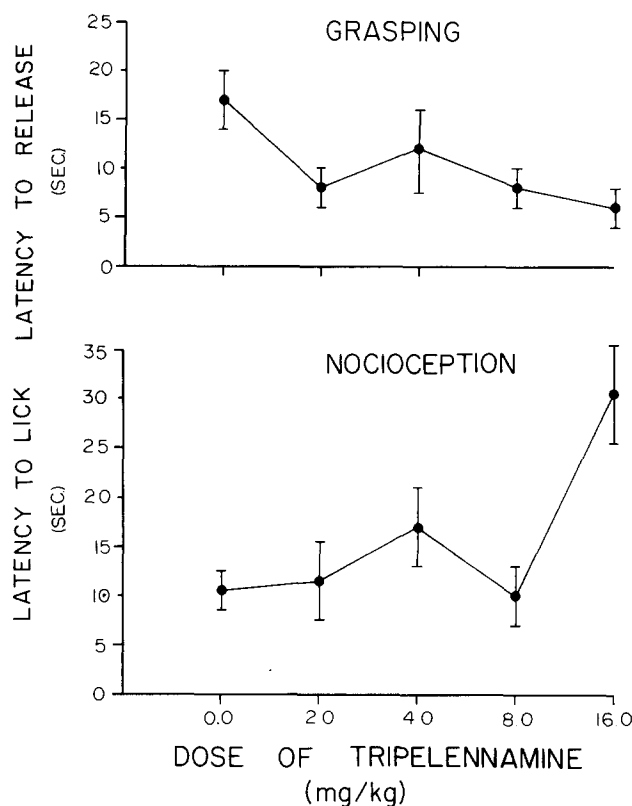 GRASPING
LATENCY TO RELEASE
(SEC.)
25
20
15
10
5
0
NOCIOCEPTION
LATENCY TO LICK
(SEC.)
35
30
25
20
15
10
5
0
0.0 2.0 4.0 8.0 16.0
DOSE OF TRIPELENNAMINE
(mg/kg)